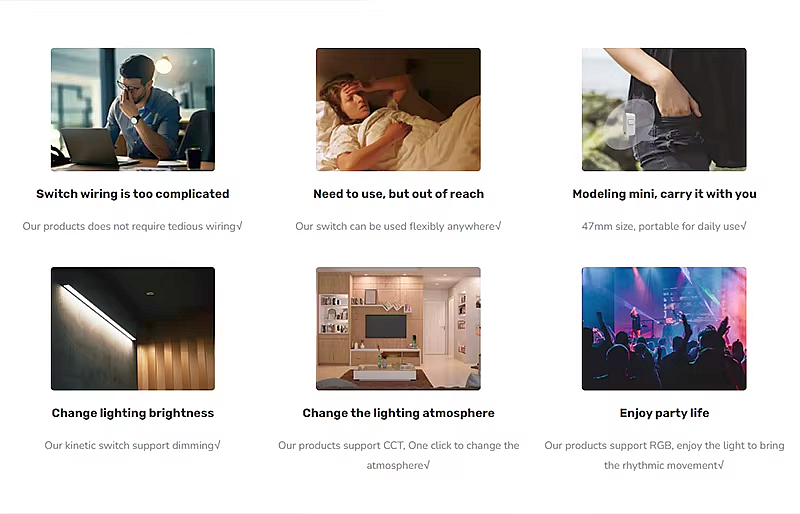 Switch wiring is too complicated
Our products does not require tedious wiring√
Need to use, but out of reach
Our switch can be used flexibly anywhere√
Modeling mini, carry it with you
47mm size, portable for daily use√
Change lighting brightness
Our kinetic switch support dimming√
Change the lighting atmosphere
Our products support CCT, One click to change the
atmosphere√
Enjoy party life
Our products support RGB, enjoy the light to bring
the rhythmic movement√